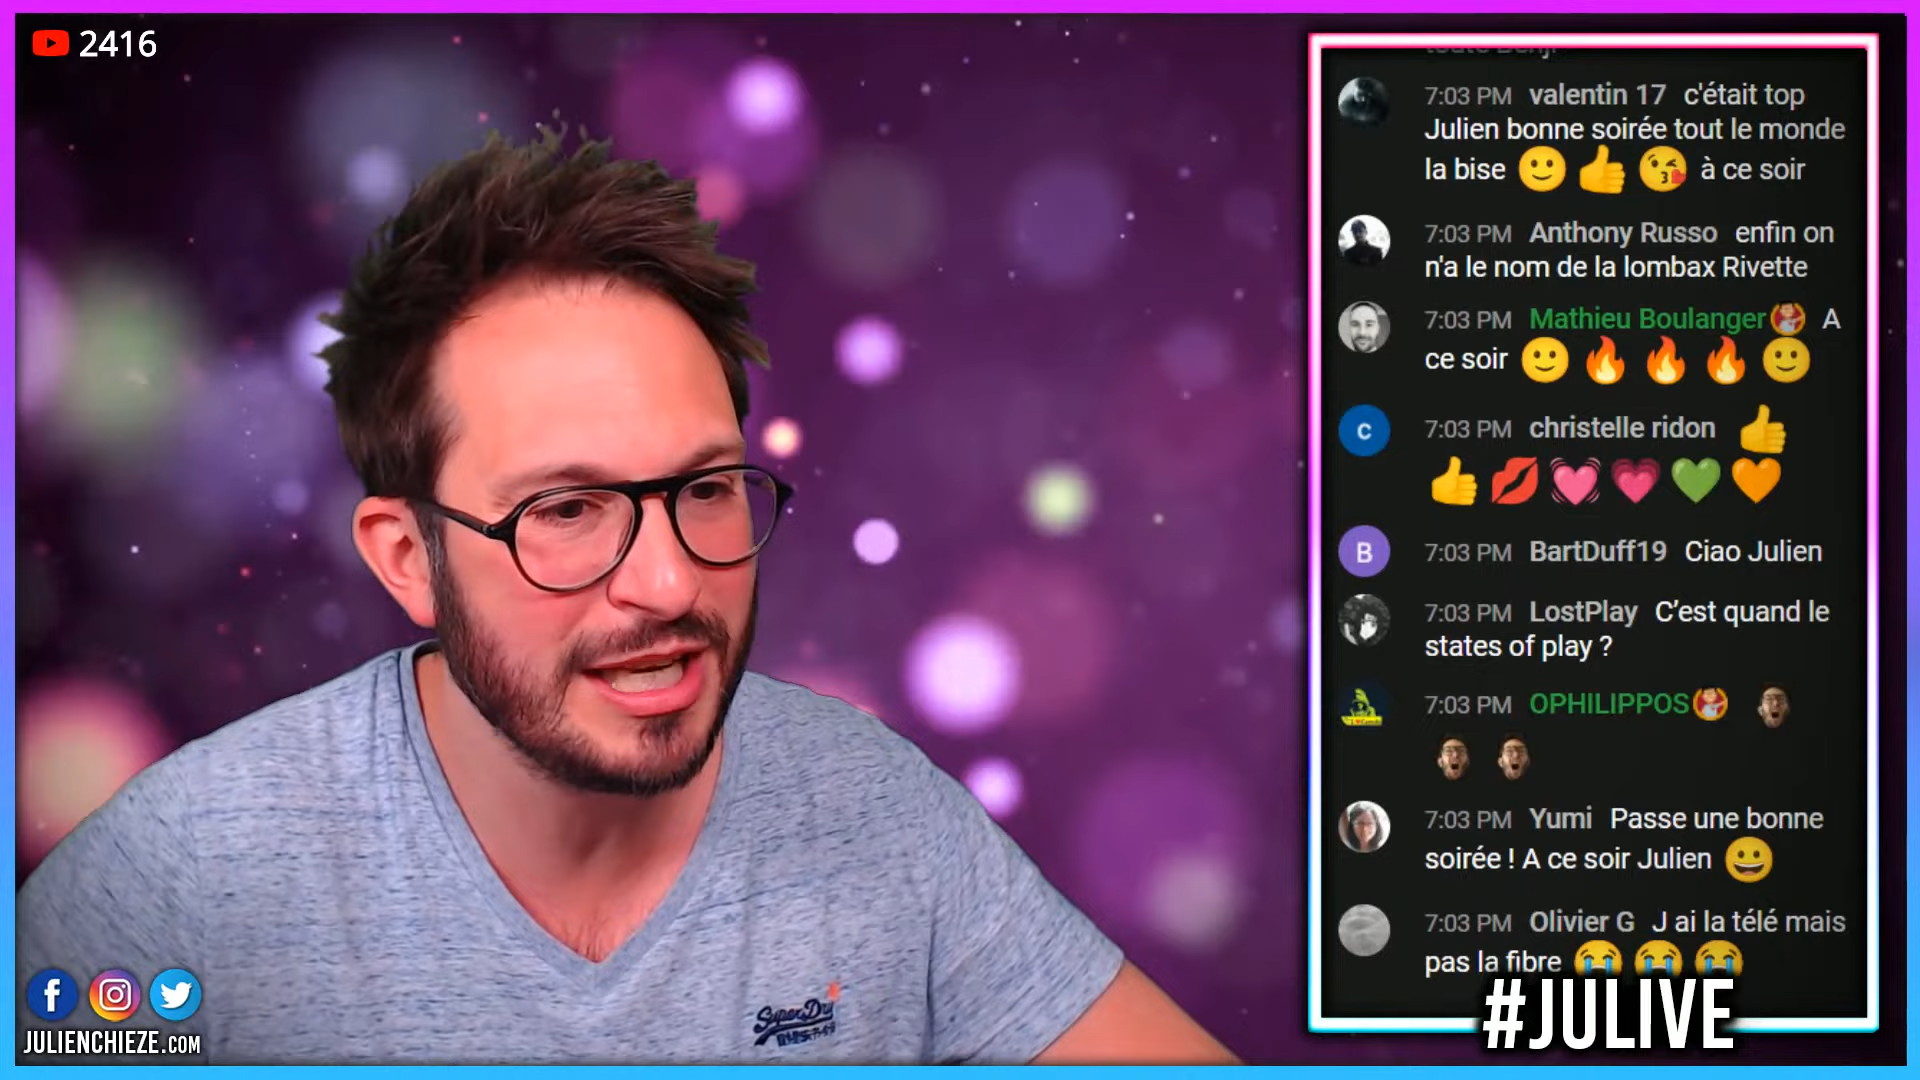 2416
7:03 PM valentin 17 c'était top
Julien bonne soirée tout le monde
la bise 🙂 👍 😘 à ce soir
7:03 PM Anthony Russo enfin on
n'a le nom de la lombax Rivette
7:03 PM Mathieu Boulanger A
ce soir 🙂 🔥 🔥 🔥 🙂
C
7:03 PM christelle ridon 👍
👍 💋 💓 💗 💚 🧡
B
7:03 PM BartDuff19 Ciao Julien
7:03 PM LostPlay C’est quand le
states of play ?
7:03 PM OPHILIPPOS
7:03 PM Yumi Passe une bonne
soirée ! A ce soir Julien 😀
7:03 PM Olivier G J ai la télé mais
pas la fibre 😭 😭 😭
#JULIVE
SuperDry
JULIENCHIEZE.COM